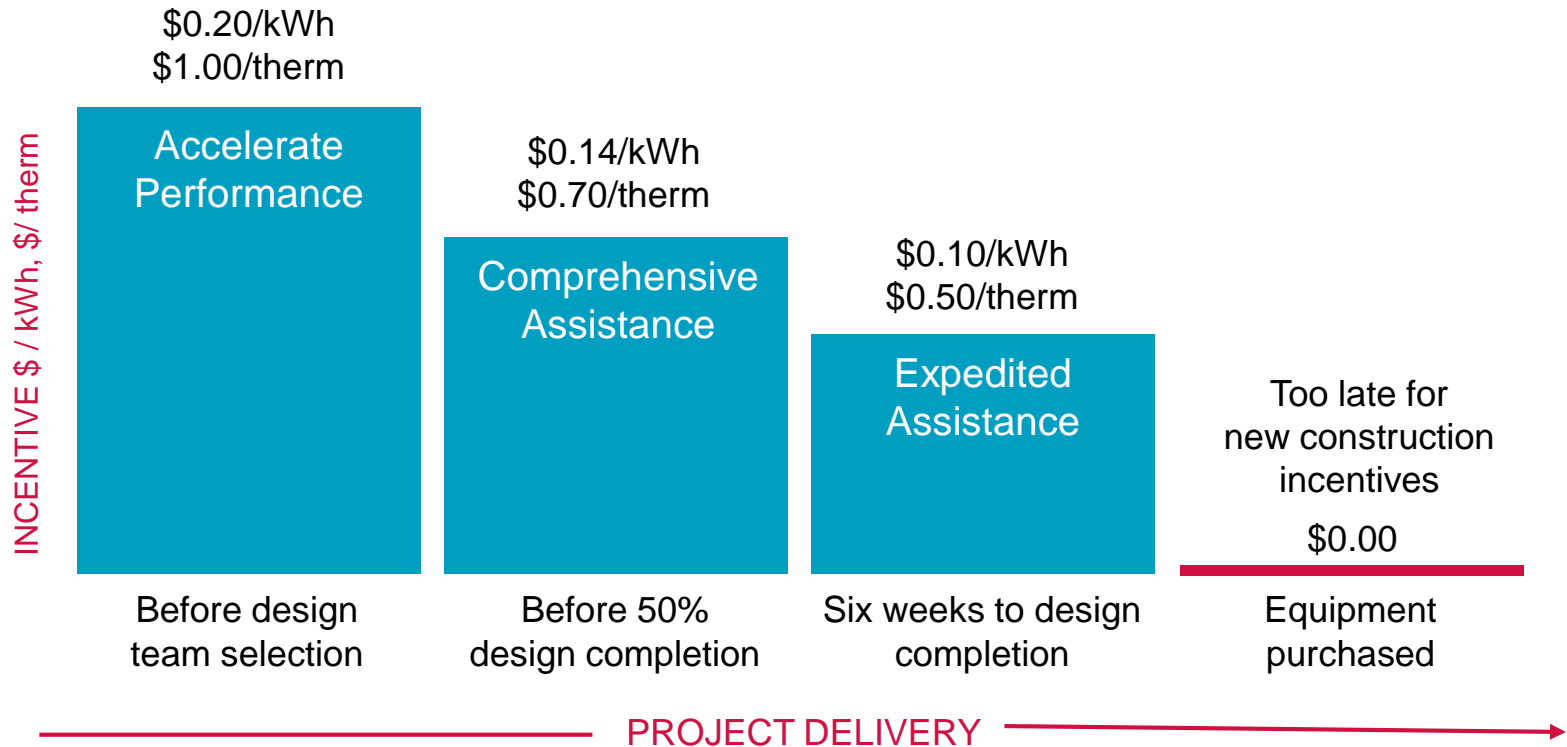 $0.20/kWh
$1.00/therm
Accelerate
Performance
$0.14/kWh
$0.70/therm
Comprehensive
Assistance
$0.10/kWh
$0.50/therm
Expedited
Assistance
Too late for
new construction
incentives
$0.00
INCENTIVE $ / kWh, $/ therm
Before design
team selection
Before 50%
design completion
Six weeks to design
completion
Equipment
purchased
PROJECT DELIVERY